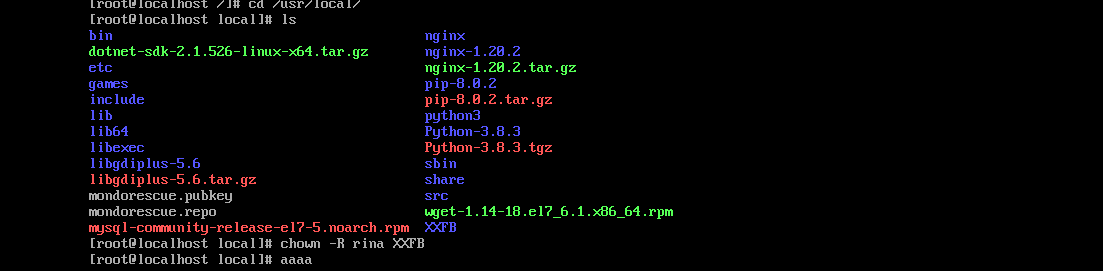 [root@localhost /]# cd /usr/local/
[root@localhost local]# ls
bin nginx
dotnet-sdk-2.1.526-linux-x64.tar.gz nginx-1.20.2
etc nginx-1.20.2.tar.gz
games pip-8.0.2
include pip-8.0.2.tar.gz
lib python3
lib64 Python-3.8.3
libexec Python-3.8.3.tgz
libgdiplus-5.6 sbin
libgdiplus-5.6.tar.gz share
mondorescue.pubkey src
mondorescue.repo wget-1.14-18.el7_6.1.x86_64.rpm
mysql-community-release-el7-5.noarch.rpm XXFB
[root@localhost local]# chown -R rina XXFB
[root@localhost local]# aaaa